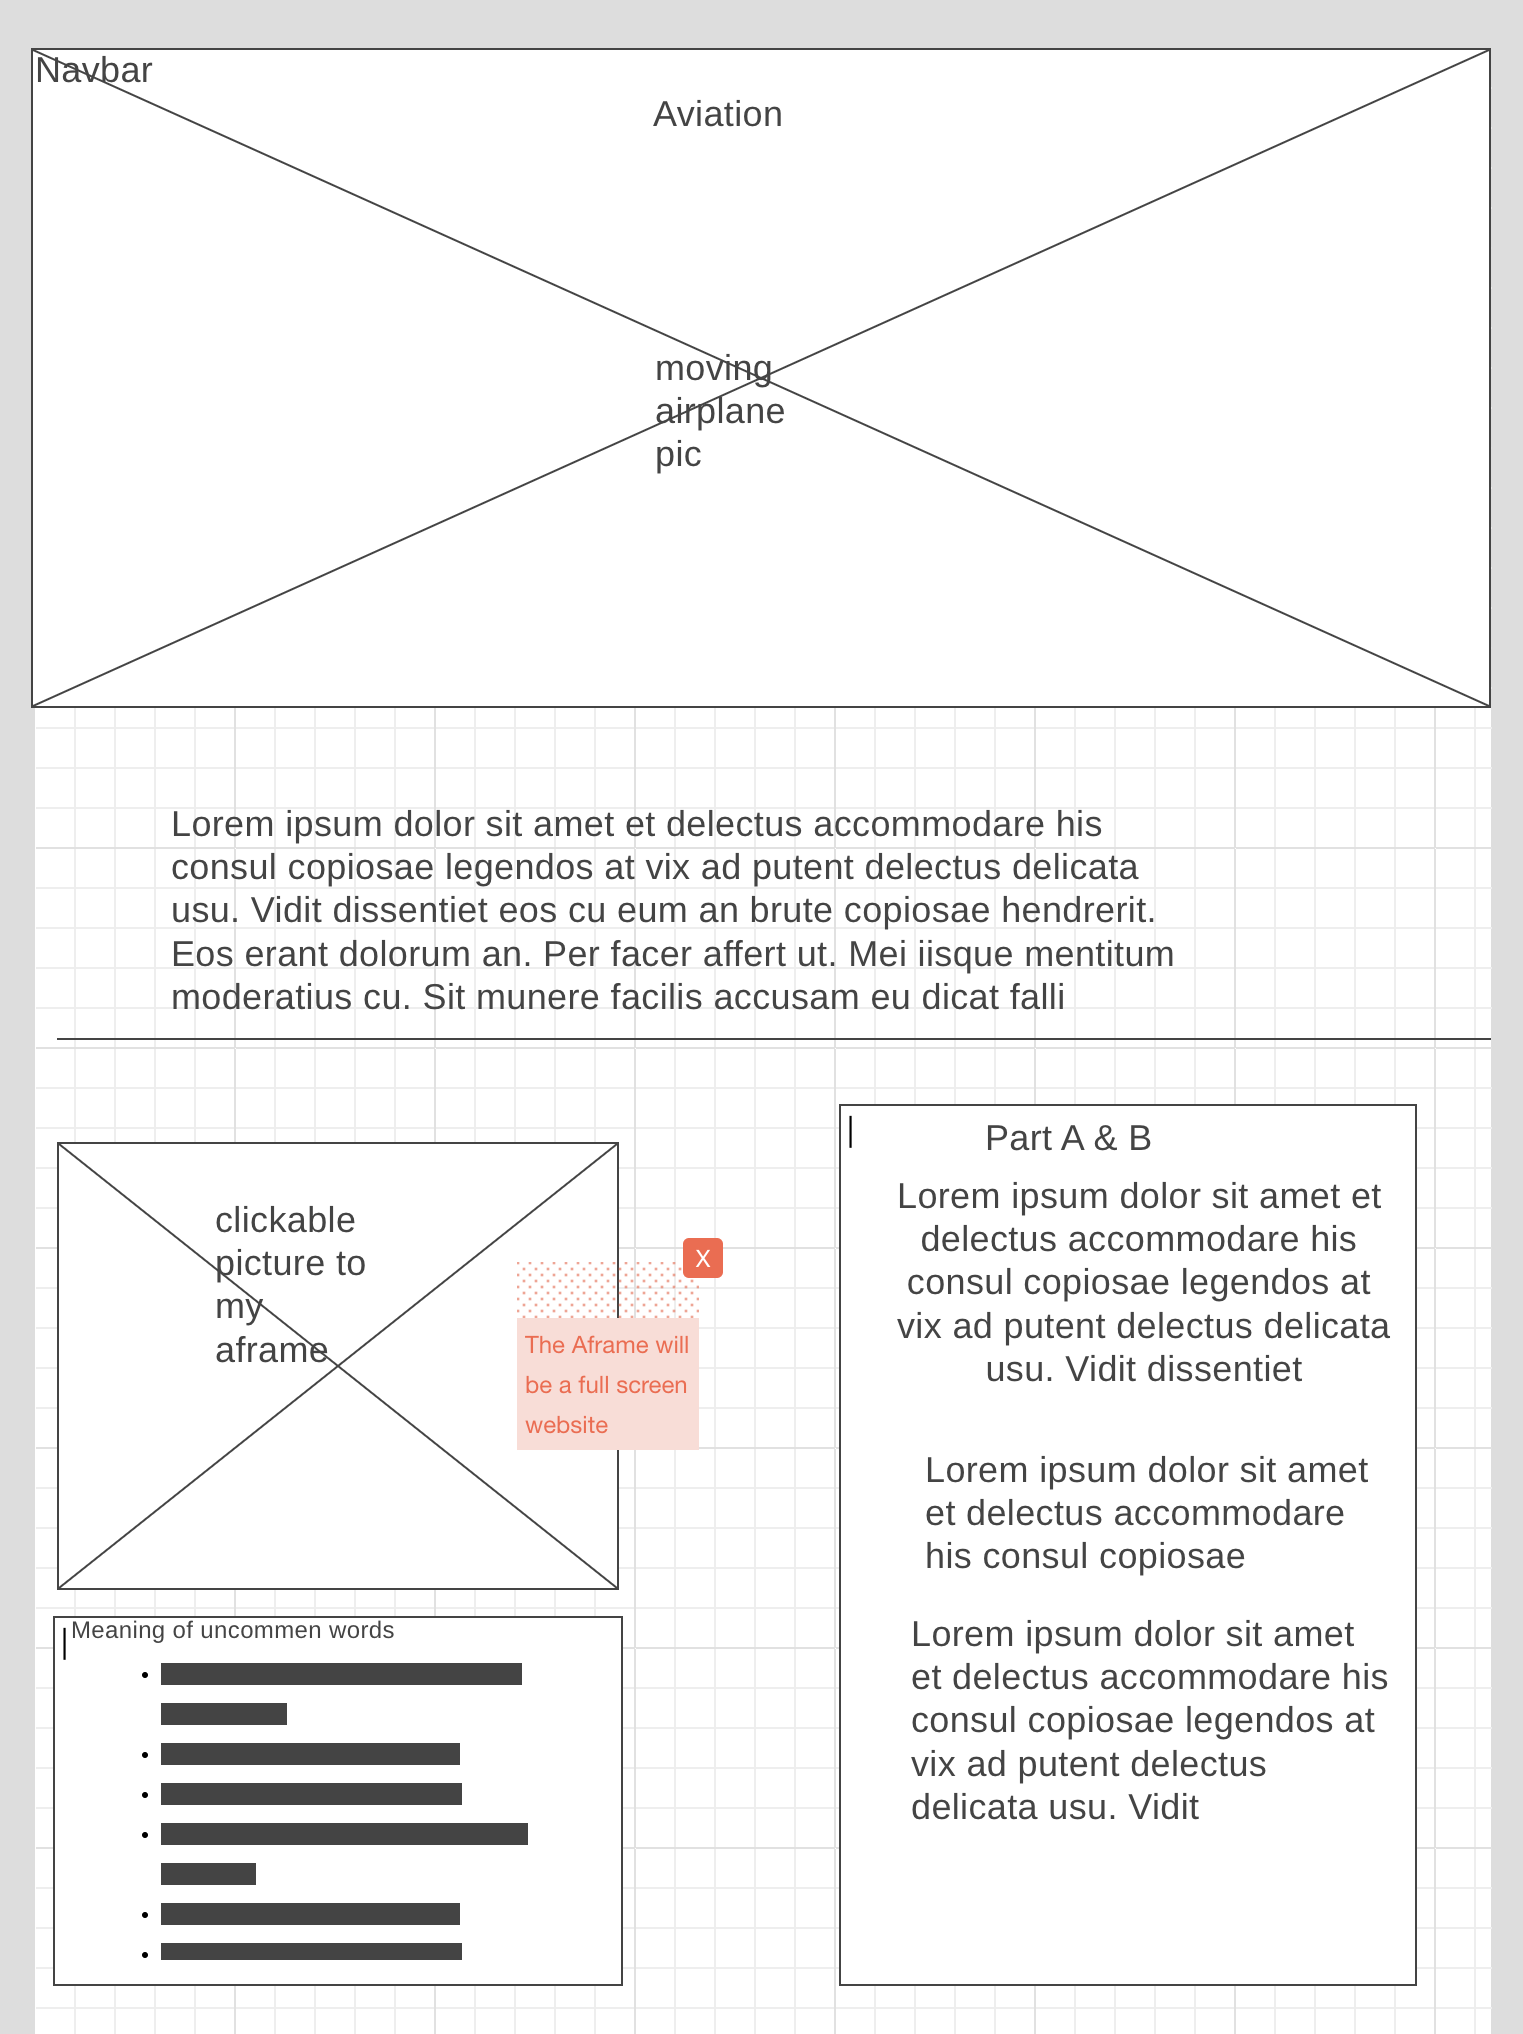 Navbar
Aviation
moving
airplane
pic
Lorem ipsum dolor sit amet et delectus accommodare his
consul copiosae legendos at vix ad putent delectus delicata
usu. Vidit dissentiet eos cu eum an brute copiosae hendrerit.
Eos erant dolorum an. Per facer affert ut. Mei iisque mentitum
moderatius cu. Sit munere facilis accusam eu dicat falli
clickable
picture to
my
aframe
X
The Aframe will
be a full screen
website
Meaning of uncommen words
Part A & B
Lorem ipsum dolor sit amet et
delectus accommodare his
consul copiosae legendos at
vix ad putent delectus delicata
usu. Vidit dissentiet
Lorem ipsum dolor sit amet
et delectus accommodare
his consul copiosae
Lorem ipsum dolor sit amet
et delectus accommodare his
consul copiosae legendos at
vix ad putent delectus
delicata usu. Vidit